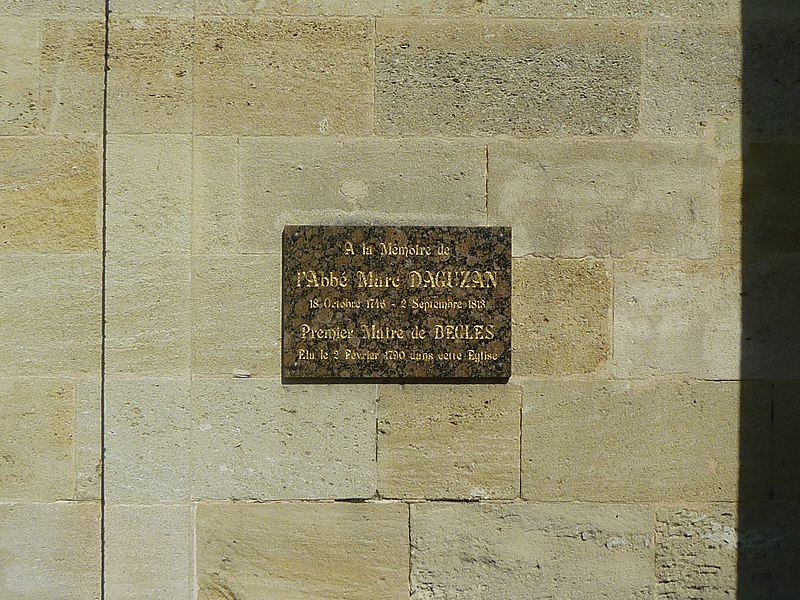 A la Mémoire de
l'Abbé Marc DAGUZAN
18 Octobre 1746 - 2 Septembre 1818
Premier Maire de BEGLES
Elu le 2 Février 1790 dans cette Eglise